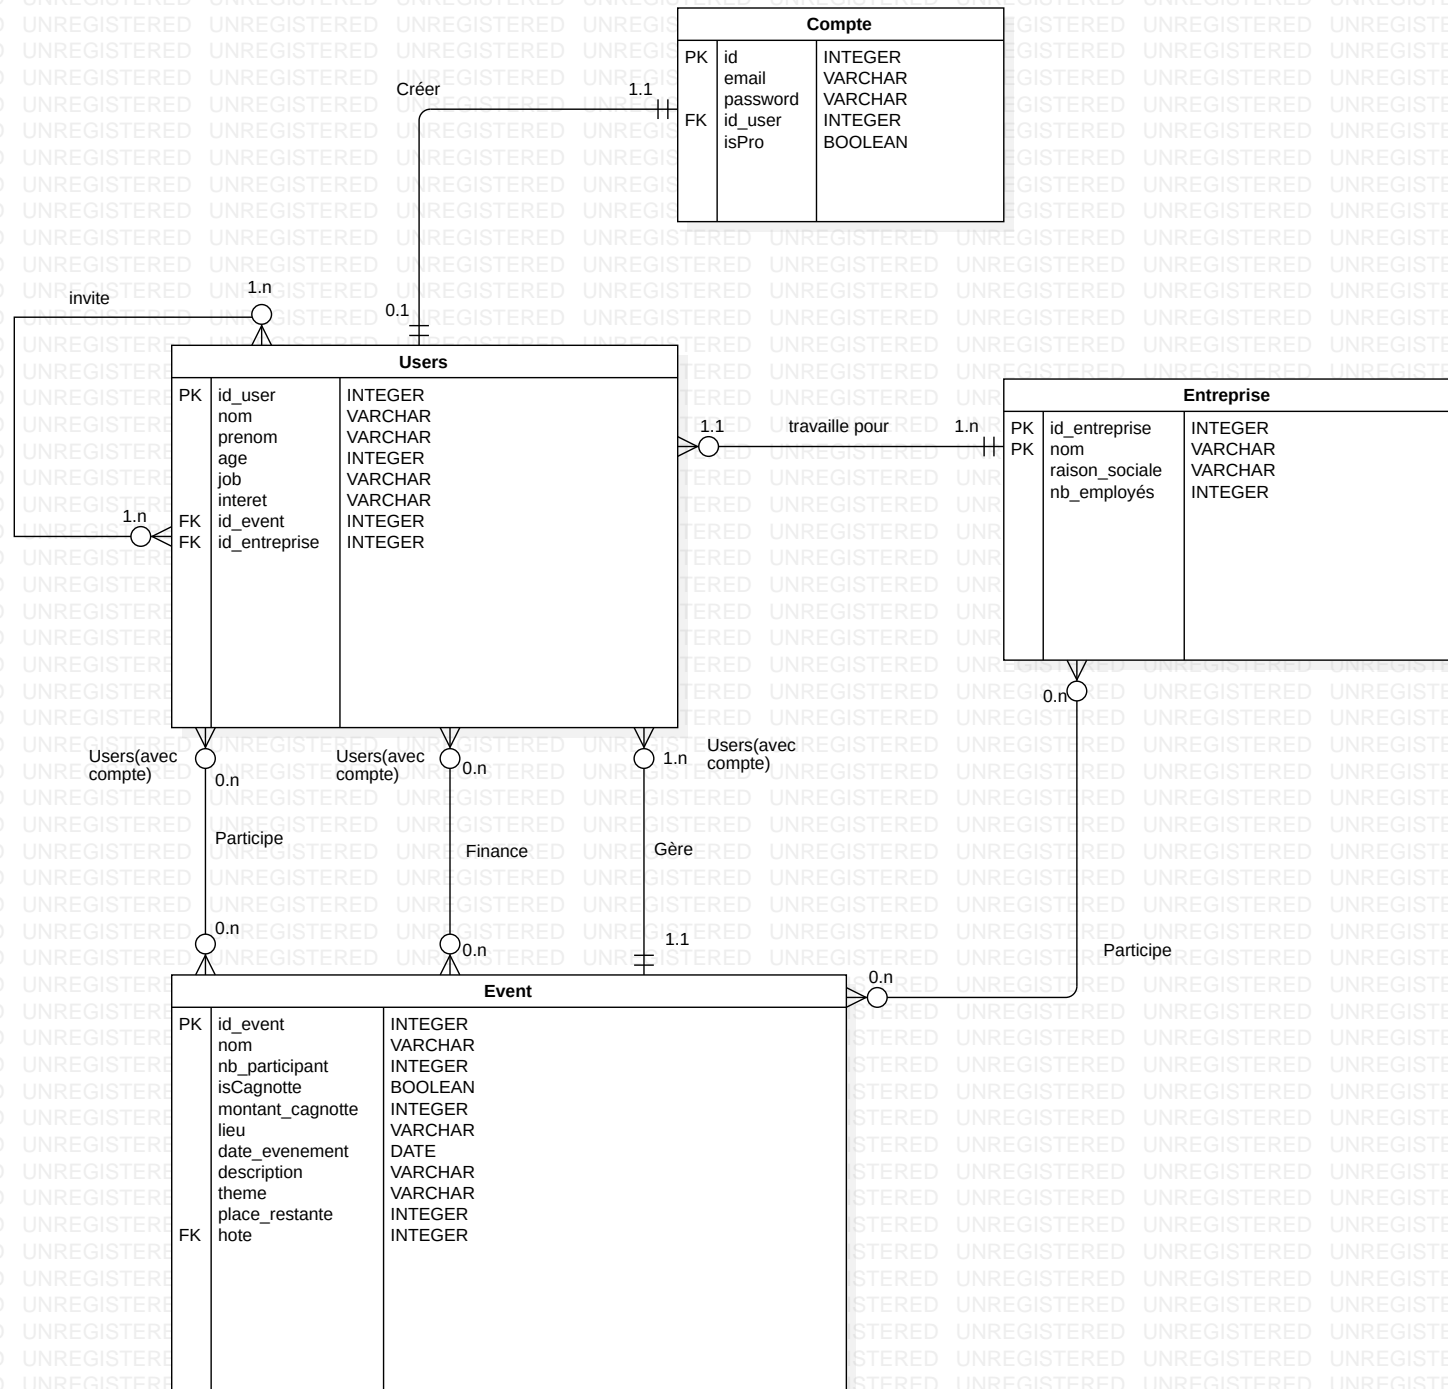 Compte
PK id INTEGER
email VARCHAR
password VARCHAR
FK id_user INTEGER
isPro BOOLEAN
Créer
1.1
0.1
invite
1.n
1.n
Users
PK id_user INTEGER
nom VARCHAR
prenom VARCHAR
age INTEGER
job VARCHAR
interet VARCHAR
FK id_event INTEGER
FK id_entreprise INTEGER
1.1 travaille pour 1.n
Entreprise
PK id_entreprise INTEGER
PK nom VARCHAR
raison_sociale VARCHAR
nb_employés INTEGER
0.n
Users(avec
compte)
0.n
Users(avec
compte)
0.n
1.n
Users(avec
compte)
Participe
Finance
Gère
0.n
0.n
1.1
Participe
0.n
Event
PK id_event INTEGER
nom VARCHAR
nb_participant INTEGER
isCagnotte BOOLEAN
montant_cagnotte INTEGER
lieu VARCHAR
date_evenement DATE
description VARCHAR
theme VARCHAR
place_restante INTEGER
FK hote INTEGER
UNREGISTERED